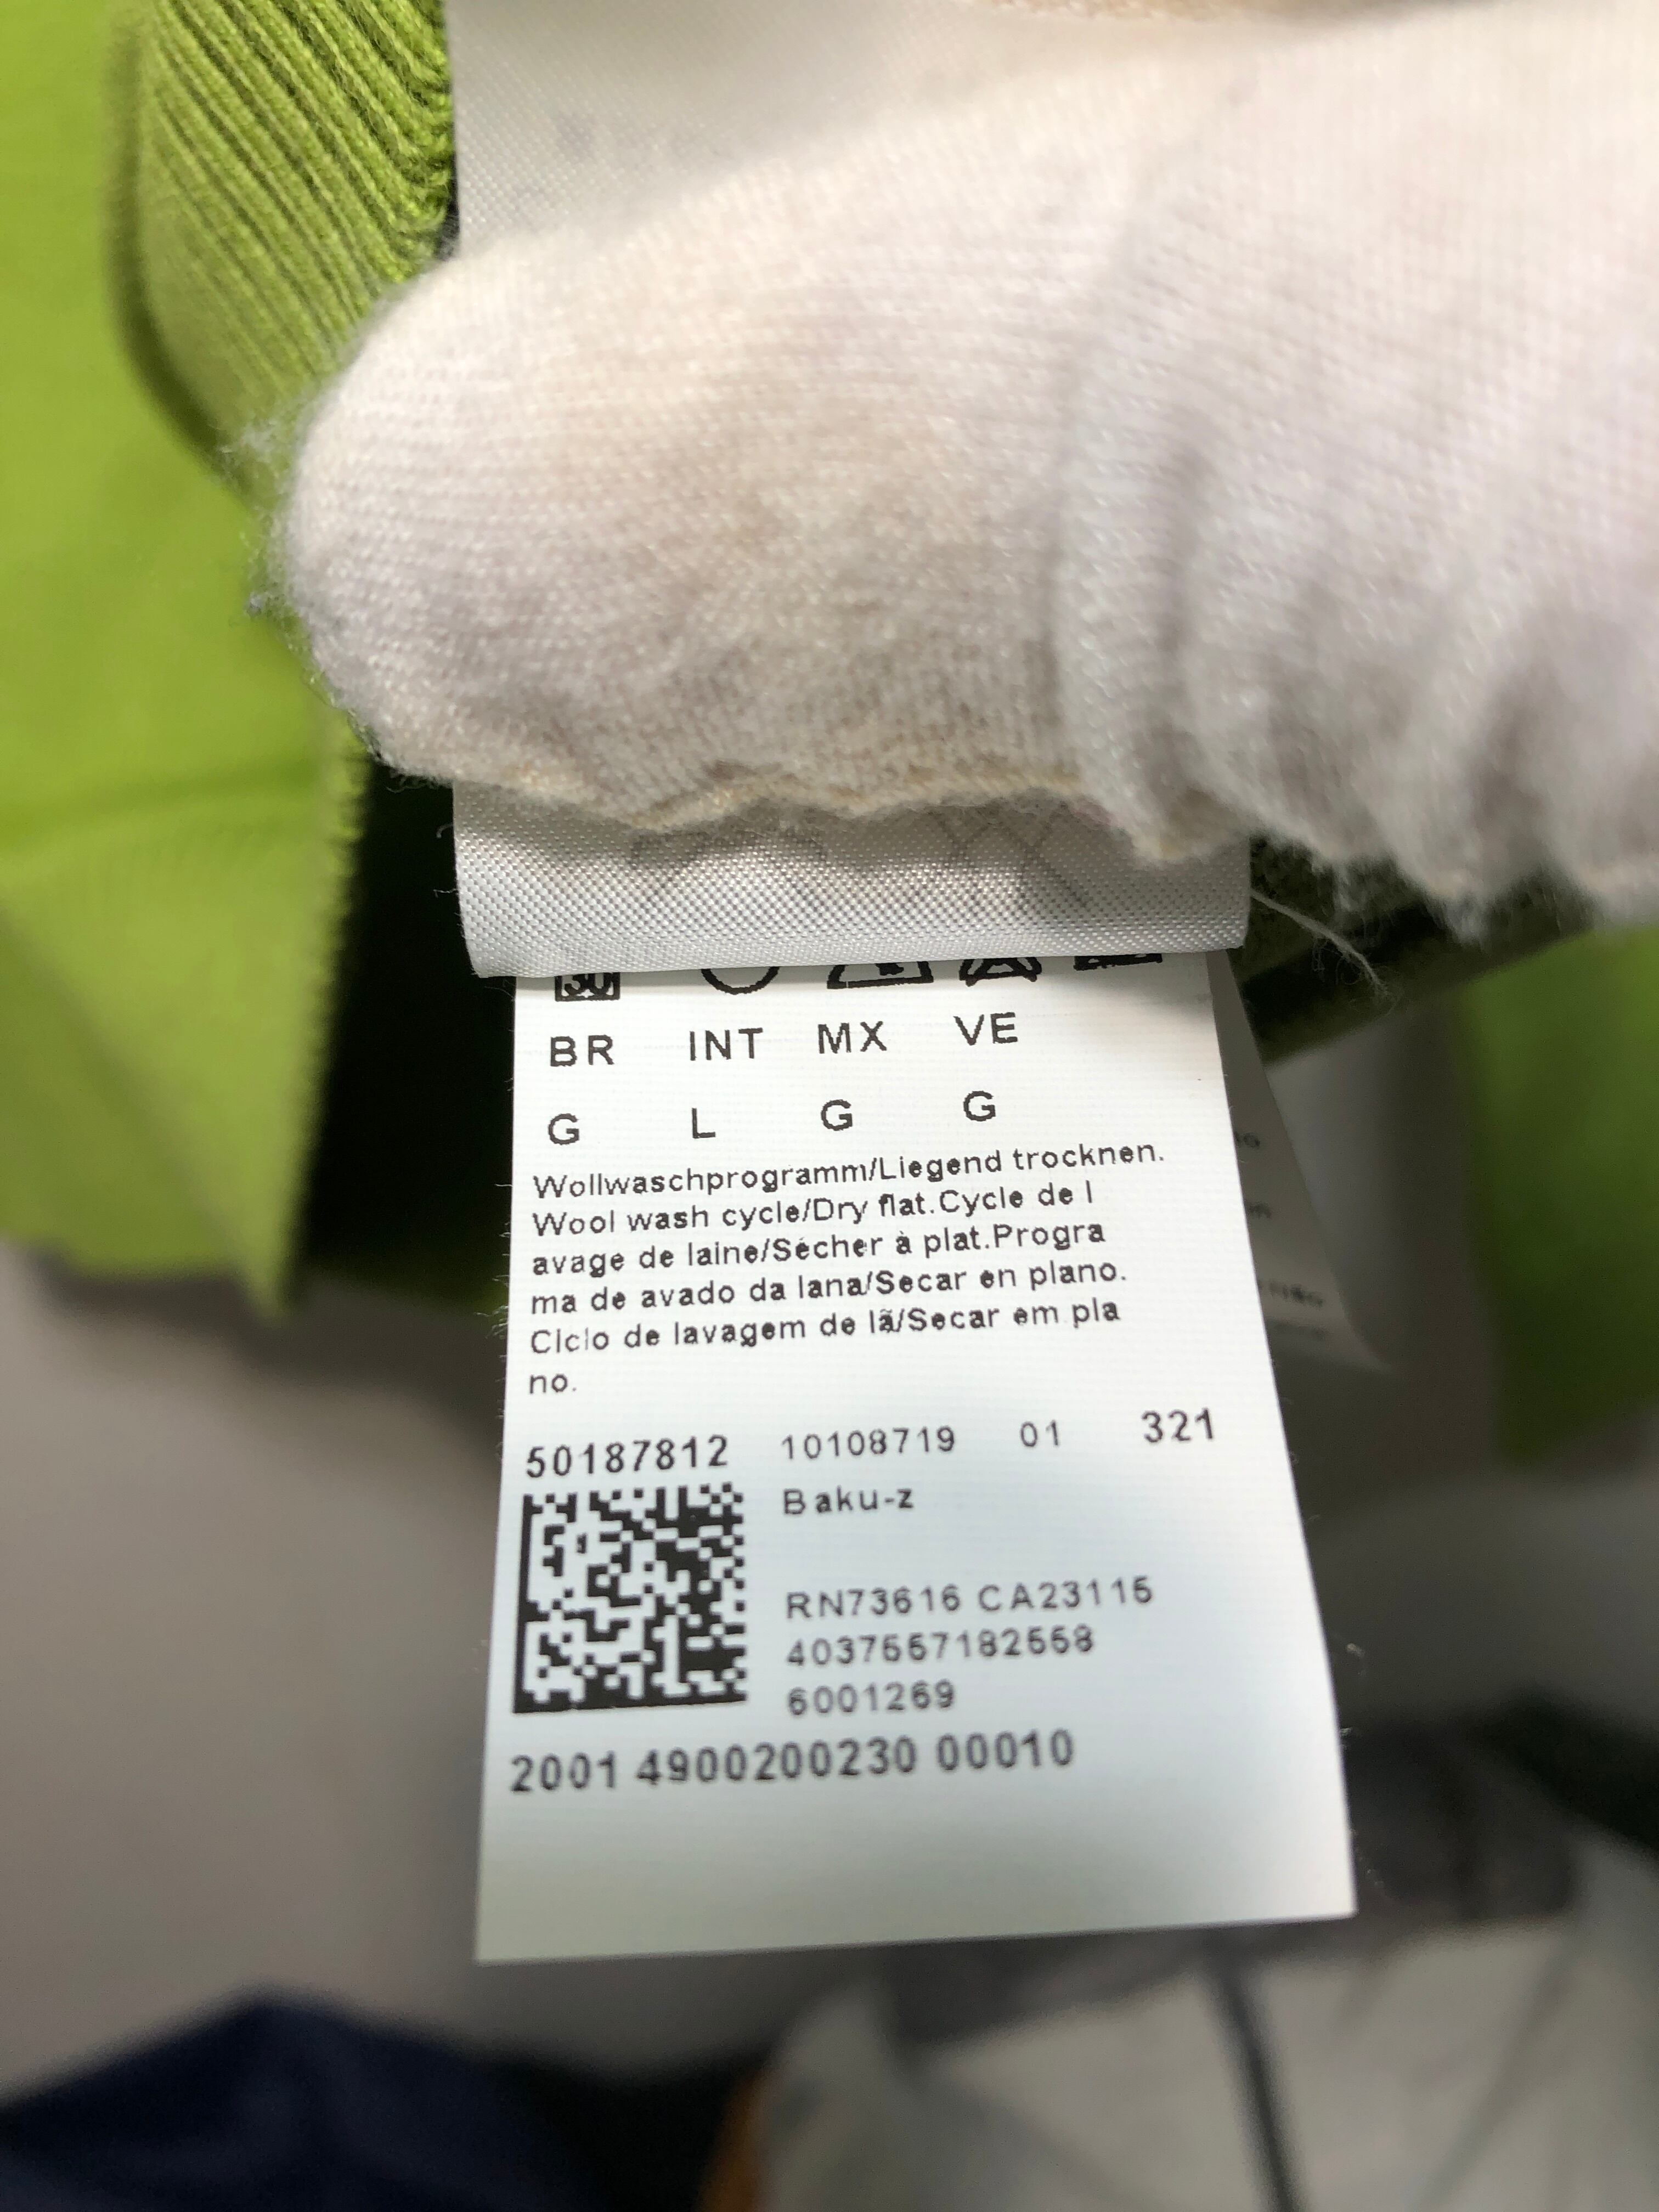 BR INT MX VE
G L G G
Wollwaschprogramm/Liegend trocknen.
Wool wash cycle/Dry flat.Cycle de l
avage de laine/Sécher à plat.Progra
ma de avado da lana/Secar en plano.
Ciclo de lavagem de lã/Secar em pla
no.
50187812 10108719 01 321
Baku-z
RN73616 CA23115
4037557182558
6001269
2001 4900200230 00010